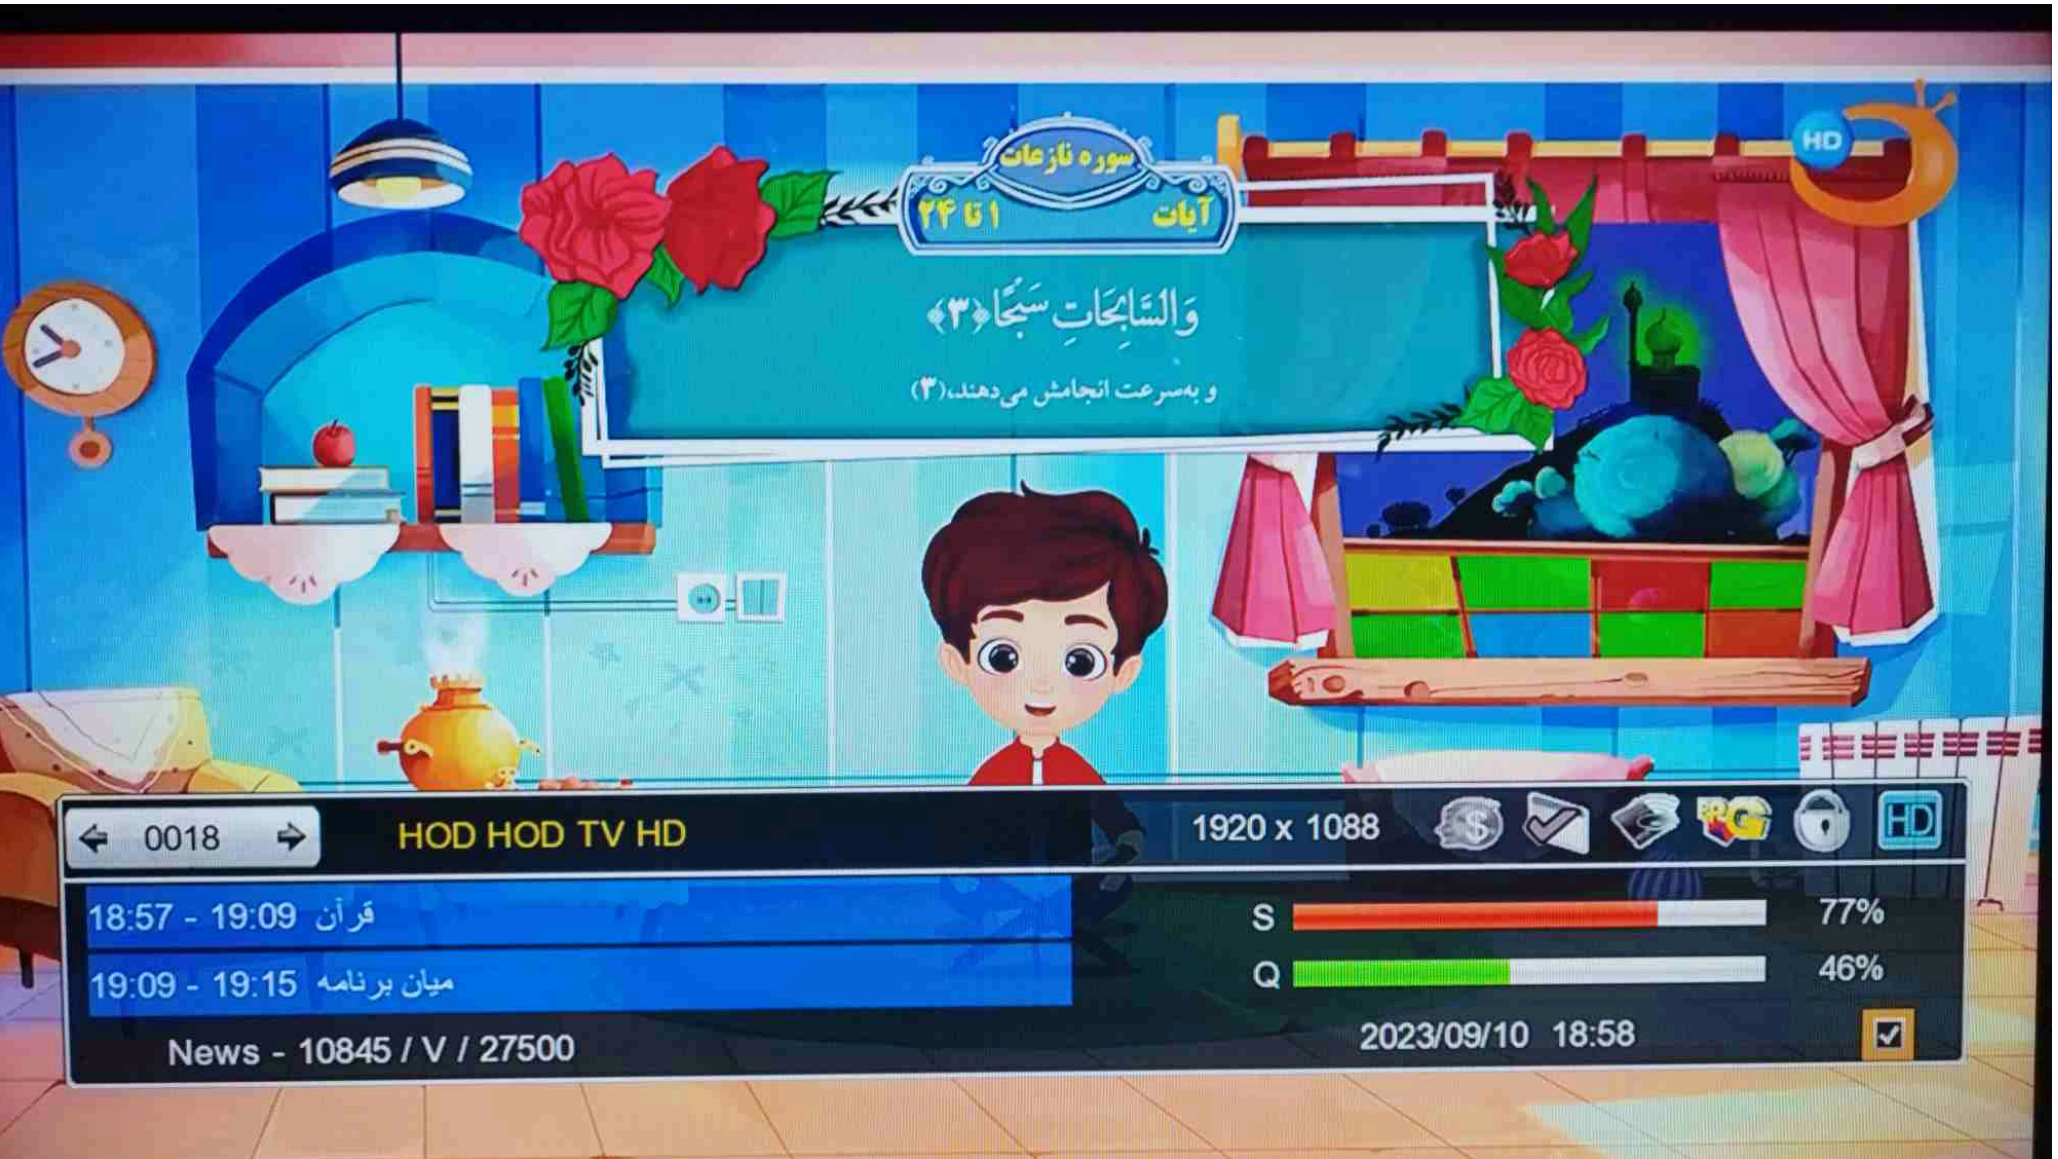 HD
سوره نازعات
آیات ۱ تا ۲۴
وَالسَّابِحَاتِ سَبْحًا ﴿۳﴾
و به‌سرعت انجامش می‌دهند،(۳)
0018 HOD HOD TV HD 1920 x 1088 HD
18:57 - 19:09 قرآن
S 77%
19:09 - 19:15 میان برنامه
Q 46%
News - 10845 / V / 27500
2023/09/10 18:58